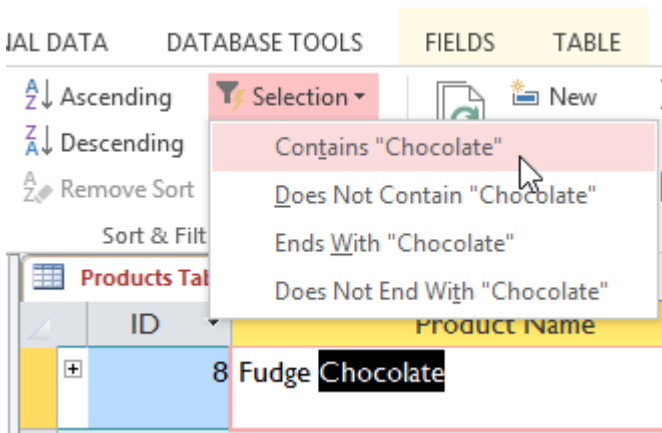 NAL DATA DATABASE TOOLS FIELDS TABLE
Ascending Selection New
Descending Contains "Chocolate"
Remove Sort Does Not Contain "Chocolate"
Sort & Filt Ends With "Chocolate"
Products Tab Does Not End With "Chocolate"
ID Product Name
8 Fudge Chocolate